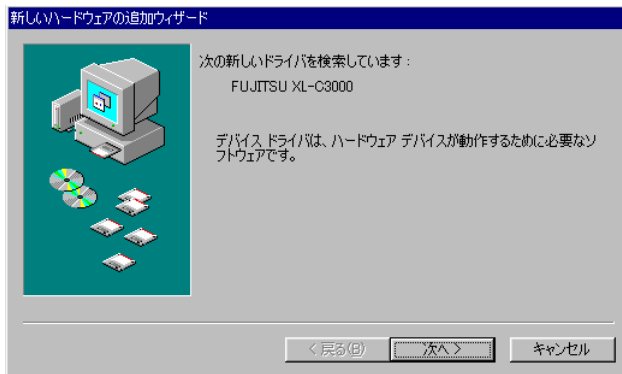 新しいハードウェアの追加ウィザード
次の新しいドライバを検索しています：
FUJITSU XL-C3000
デバイス ドライバは、ハードウェア デバイスが動作するために必要なソ
フトウェアです。
< 戻る(B)
次へ >
キャンセル